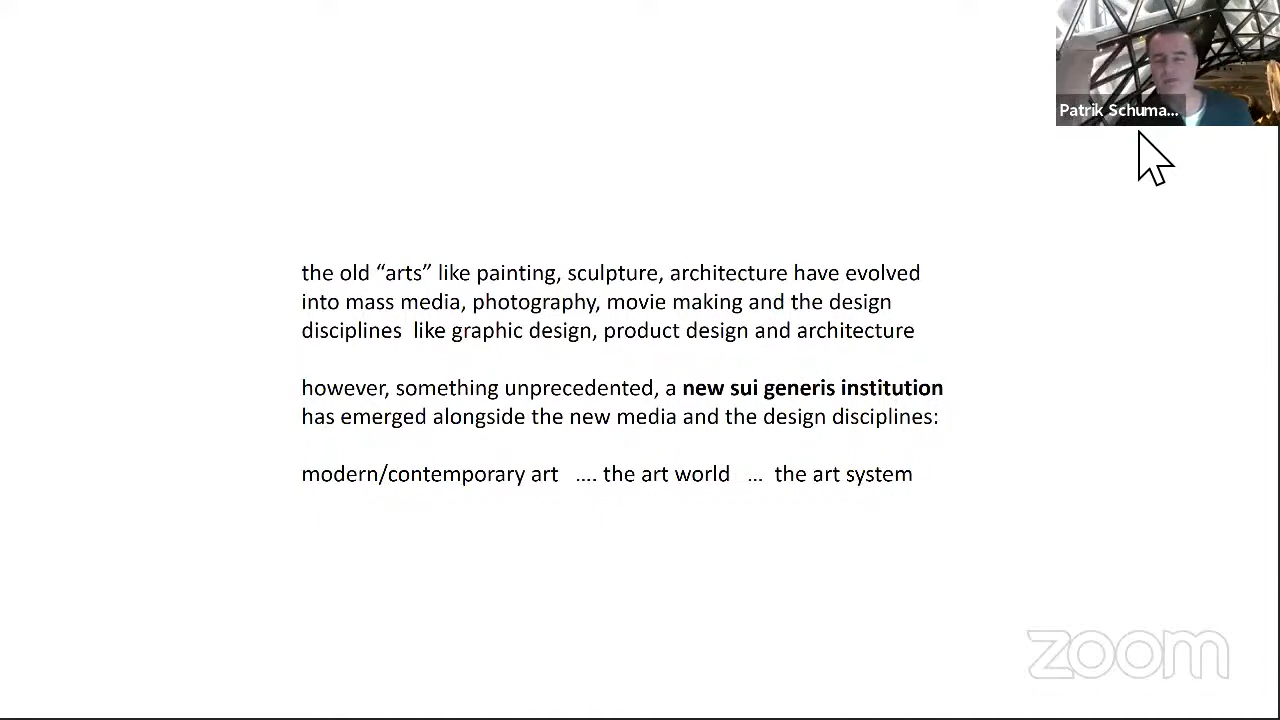 Patrik Schuma...
the old “arts” like painting, sculpture, architecture have evolved
into mass media, photography, movie making and the design
disciplines  like graphic design, product design and architecture
however, something unprecedented, a new sui generis institution
has emerged alongside the new media and the design disciplines:
modern/contemporary art   .... the art world   ...  the art system
zoom